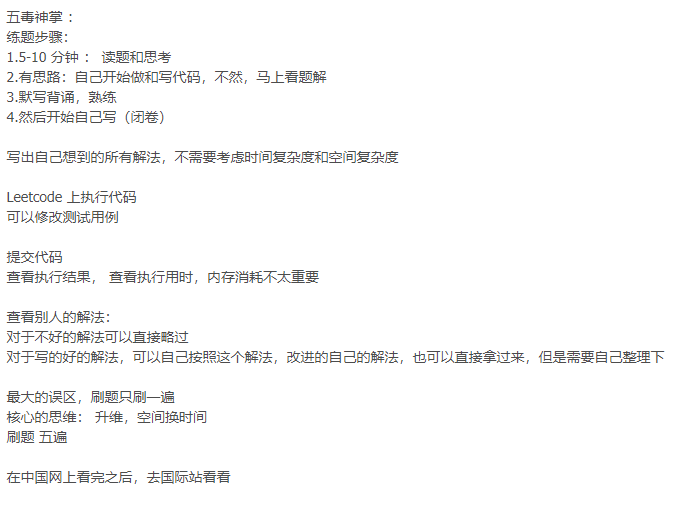 五毒神掌 :
练题步骤:
1.5-10 分钟 : 读题和思考
2.有思路: 自己开始做和写代码，不然，马上看题解
3.默写背诵，熟练
4.然后开始自己写（闭卷）
写出自己想到的所有解法，不需要考虑时间复杂度和空间复杂度
Leetcode 上执行代码
可以修改测试用例
提交代码
查看执行结果， 查看执行用时，内存消耗不太重要
查看别人的解法:
对于不好的解法可以直接略过
对于写的好的解法，可以自己按照这个解法，改进的自己的解法，也可以直接拿过来，但是需要自己整理下
最大的误区，刷题只刷一遍
核心的思维: 升维，空间换时间
刷题 五遍
在中国网上看完之后，去国际站看看